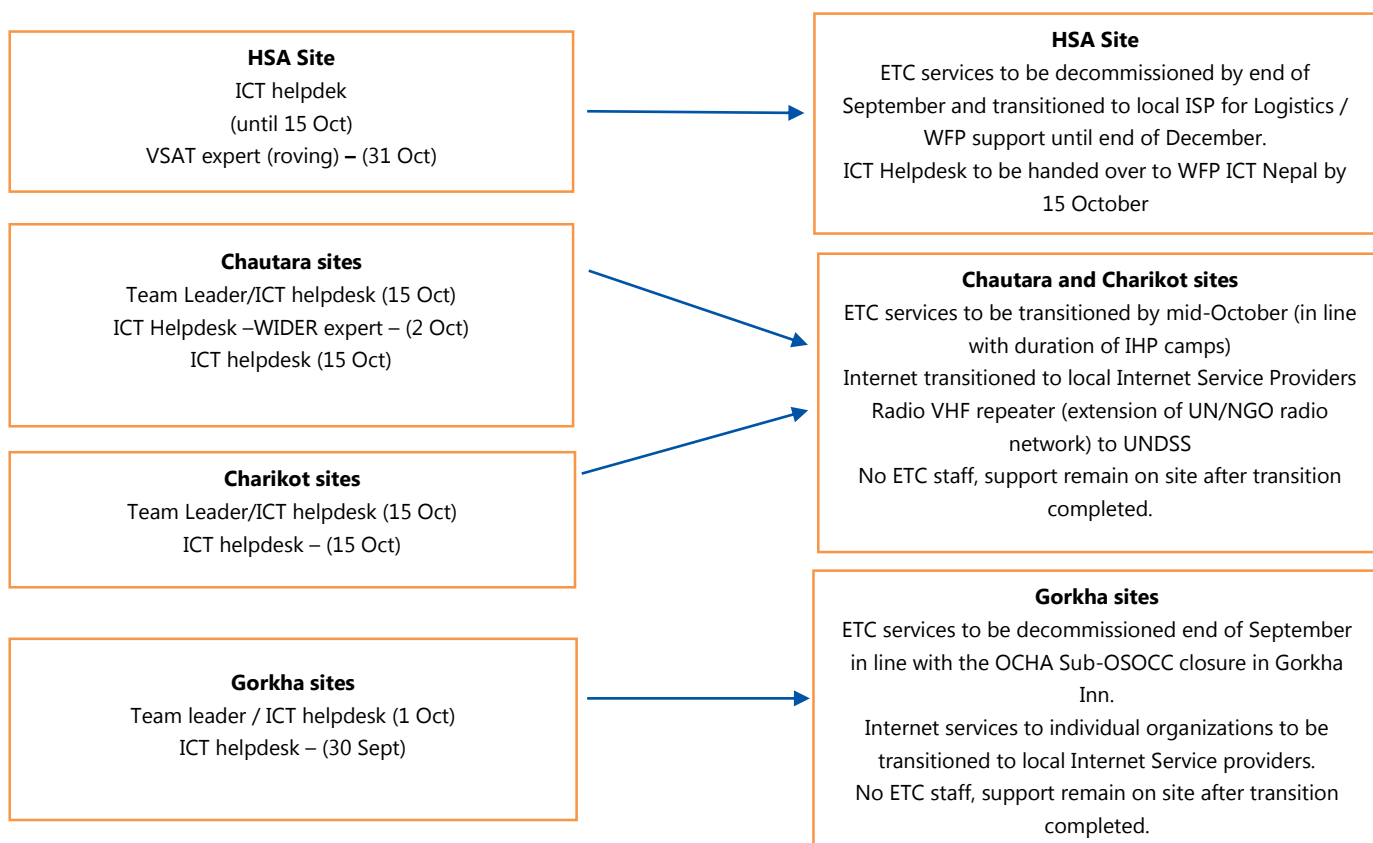 HSA Site
ICT helpdek
(until 15 Oct)
VSAT expert (roving) – (31 Oct)
HSA Site
ETC services to be decommissioned by end of
September and transitioned to local ISP for Logistics /
WFP support until end of December.
ICT Helpdesk to be handed over to WFP ICT Nepal by
15 October
Chautara sites
Team Leader/ICT helpdesk (15 Oct)
ICT Helpdesk –WIDER expert – (2 Oct)
ICT helpdesk (15 Oct)
Charikot sites
Team Leader/ICT helpdesk (15 Oct)
ICT helpdesk – (15 Oct)
Chautara and Charikot sites
ETC services to be transitioned by mid-October (in line
with duration of IHP camps)
Internet transitioned to local Internet Service Providers
Radio VHF repeater (extension of UN/NGO radio
network) to UNDSS
No ETC staff, support remain on site after transition
completed.
Gorkha sites
Team leader / ICT helpdesk (1 Oct)
ICT helpdesk – (30 Sept)
Gorkha sites
ETC services to be decommissioned end of September
in line with the OCHA Sub-OSOCC closure in Gorkha
Inn.
Internet services to individual organizations to be
transitioned to local Internet Service providers.
No ETC staff, support remain on site after transition
completed.